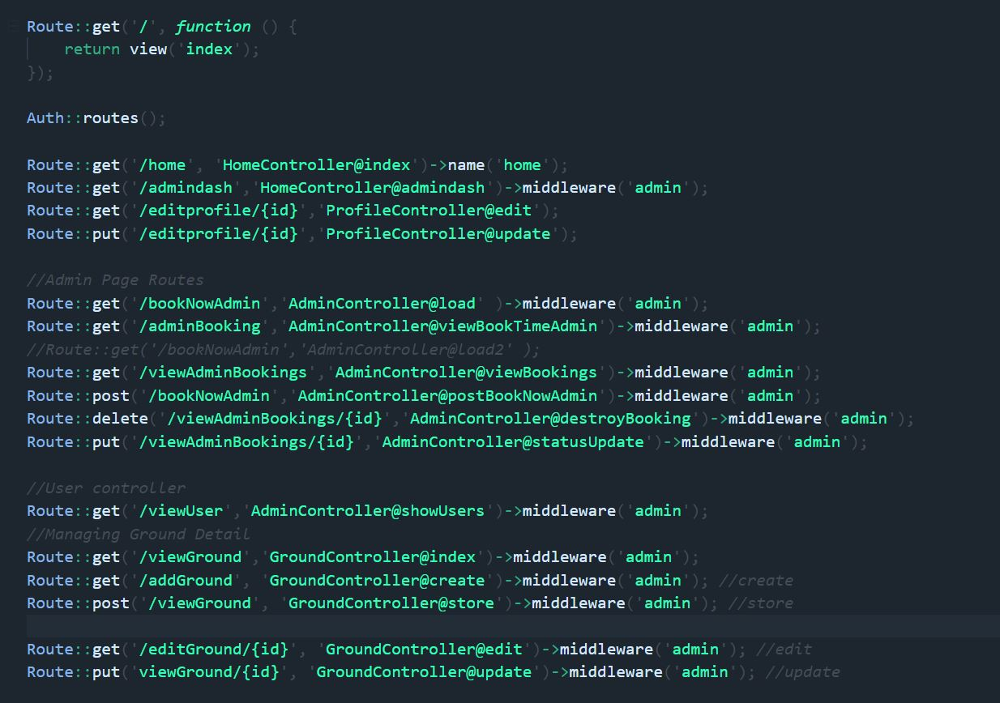 Route::get('/', function () {
    return view('index');
});
Auth::routes();
Route::get('/home', 'HomeController@index')->name('home');
Route::get('/admindash','HomeController@admindash')->middleware('admin');
Route::get('/editprofile/{id}','ProfileController@edit');
Route::put('/editprofile/{id}','ProfileController@update');
//Admin Page Routes
Route::get('/bookNowAdmin','AdminController@load' )->middleware('admin');
Route::get('/adminBooking','AdminController@viewBookTimeAdmin')->middleware('admin');
//Route::get('/bookNowAdmin','AdminController@load2' );
Route::get('/viewAdminBookings','AdminController@viewBookings')->middleware('admin');
Route::post('/bookNowAdmin','AdminController@postBookNowAdmin')->middleware('admin');
Route::delete('/viewAdminBookings/{id}','AdminController@destroyBooking')->middleware('admin');
Route::put('/viewAdminBookings/{id}','AdminController@statusUpdate')->middleware('admin');
//User controller
Route::get('/viewUser','AdminController@showUsers')->middleware('admin');
//Managing Ground Detail
Route::get('/viewGround','GroundController@index')->middleware('admin');
Route::get('/addGround', 'GroundController@create')->middleware('admin'); //create
Route::post('/viewGround', 'GroundController@store')->middleware('admin'); //store
Route::get('/editGround/{id}', 'GroundController@edit')->middleware('admin'); //edit
Route::put('viewGround/{id}', 'GroundController@update')->middleware('admin'); //update